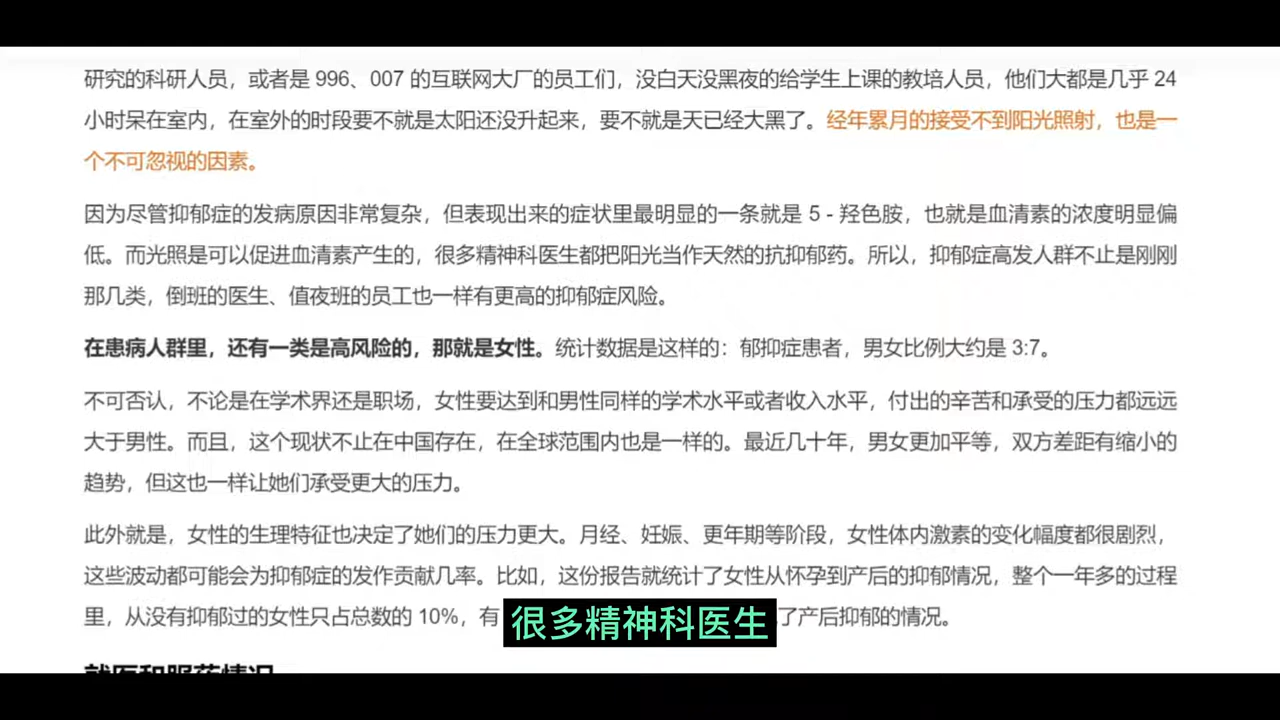 研究的科研人员，或者是 996、007 的互联网大厂的员工们，没白天没黑夜的给学生上课的教培人员，他们大都是几乎 24
小时呆在室内，在室外的时段要不就是太阳还没升起来，要不就是天已经大黑了。经年累月的接受不到阳光照射，也是一
个不可忽视的因素。
因为尽管抑郁症的发病原因非常复杂，但表现出来的症状里最明显的一条就是 5 - 羟色胺，也就是血清素的浓度明显偏
低。而光照是可以促进血清素产生的，很多精神科医生都把阳光当作天然的抗抑郁药。所以，抑郁症高发人群不止是刚刚
那几类，倒班的医生、值夜班的员工也一样有更高的抑郁症风险。
在患病人群里，还有一类是高风险的，那就是女性。统计数据是这样的：郁抑症患者，男女比例大约是 3:7。
不可否认，不论是在学术界还是职场，女性要达到和男性同样的学术水平或者收入水平，付出的辛苦和承受的压力都远远
大于男性。而且，这个现状不止在中国存在，在全球范围内也是一样的。最近几十年，男女更加平等，双方差距有缩小的
趋势，但这也一样让她们承受更大的压力。
此外就是，女性的生理特征也决定了她们的压力更大。月经、妊娠、更年期等阶段，女性体内激素的变化幅度都很剧烈，
这些波动都可能会为抑郁症的发作贡献几率。比如，这份报告就统计了女性从怀孕到产后的抑郁情况，整个一年多的过程
里，从没有抑郁过的女性只占总数的 10%，有 了产后抑郁的情况。
很多精神科医生
就医和服药情况